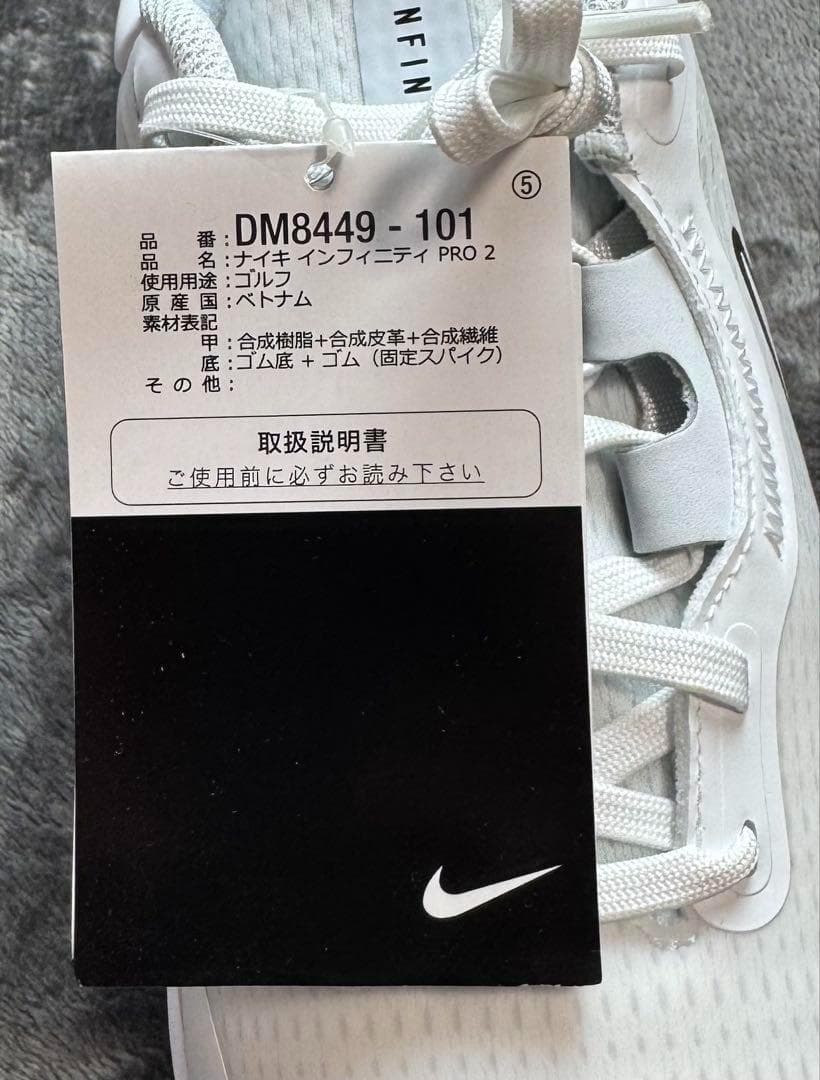 NFIN
⑤
品番:DM8449 - 101
品名:ナイキ インフィニティ PRO 2
使用用途:ゴルフ
原産国:ベトナム
素材表記
甲:合成樹脂+合成皮革+合成繊維
底:ゴム底 + ゴム(固定スパイク)
その他:
取扱説明書
ご使用前に必ずお読み下さい